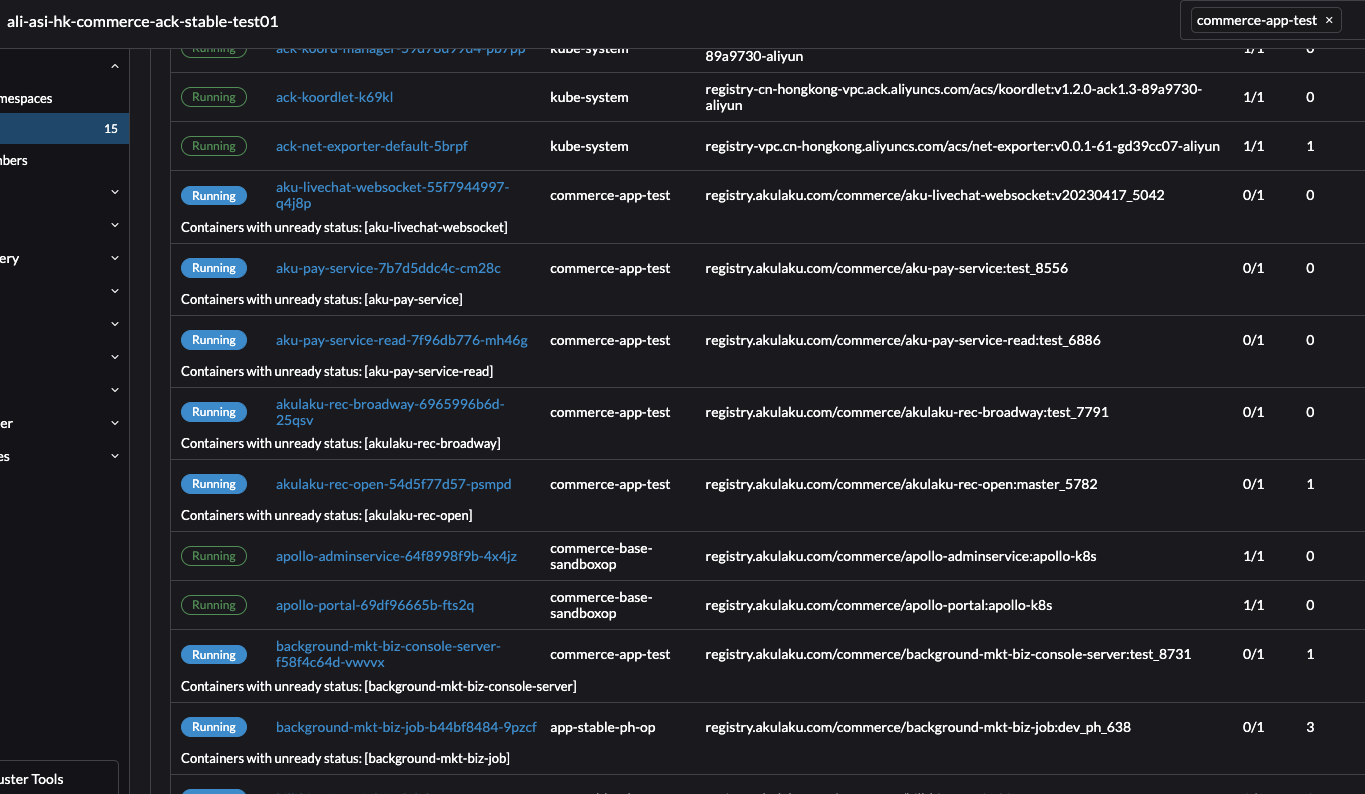 ali-asi-hk-commerce-ack-stable-test01
commerce-app-test ×
Running ack-koord-manager-59d76d99d4-pb7pp kube-system 1/1 0
89a9730-aliyun
mespaces
Running ack-koordlet-k69kl kube-system registry-cn-hongkong-vpc.ack.aliyuncs.com/acs/koordlet:v1.2.0-ack1.3-89a9730- 1/1 0
aliyun
15
nbers
Running ack-net-exporter-default-5brpf kube-system registry-vpc.cn-hongkong.aliyuncs.com/acs/net-exporter:v0.0.1-61-gd39cc07-aliyun 1/1 1
Running aku-livechat-websocket-55f7944997- commerce-app-test registry.akulaku.com/commerce/aku-livechat-websocket:v20230417_5042 0/1 0
q4j8p
Containers with unready status: [aku-livechat-websocket]
ery
Running aku-pay-service-7b7d5ddc4c-cm28c commerce-app-test registry.akulaku.com/commerce/aku-pay-service:test_8556 0/1 0
Containers with unready status: [aku-pay-service]
Running aku-pay-service-read-7f96db776-mh46g commerce-app-test registry.akulaku.com/commerce/aku-pay-service-read:test_6886 0/1 0
Containers with unready status: [aku-pay-service-read]
Running akulaku-rec-broadway-6965996b6d- commerce-app-test registry.akulaku.com/commerce/akulaku-rec-broadway:test_7791 0/1 0
25qsv
er
Containers with unready status: [akulaku-rec-broadway]
es
Running akulaku-rec-open-54d5f77d57-psmpd commerce-app-test registry.akulaku.com/commerce/akulaku-rec-open:master_5782 0/1 1
Containers with unready status: [akulaku-rec-open]
Running apollo-adminservice-64f8998f9b-4x4jz commerce-base- registry.akulaku.com/commerce/apollo-adminservice:apollo-k8s 1/1 0
sandboxop
Running apollo-portal-69df96665b-fts2q commerce-base- registry.akulaku.com/commerce/apollo-portal:apollo-k8s 1/1 0
sandboxop
Running background-mkt-biz-console-server- commerce-app-test registry.akulaku.com/commerce/background-mkt-biz-console-server:test_8731 0/1 1
f58f4c64d-vwvvx
Containers with unready status: [background-mkt-biz-console-server]
Running background-mkt-biz-job-b44bf8484-9pzcf app-stable-ph-op registry.akulaku.com/commerce/background-mkt-biz-job:dev_ph_638 0/1 3
Containers with unready status: [background-mkt-biz-job]
uster Tools